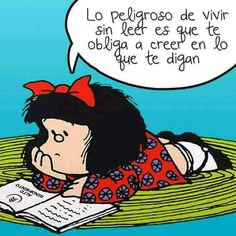 Lo peligroso de vivir
sin leer es que te
obliga a creer en lo
que te digan